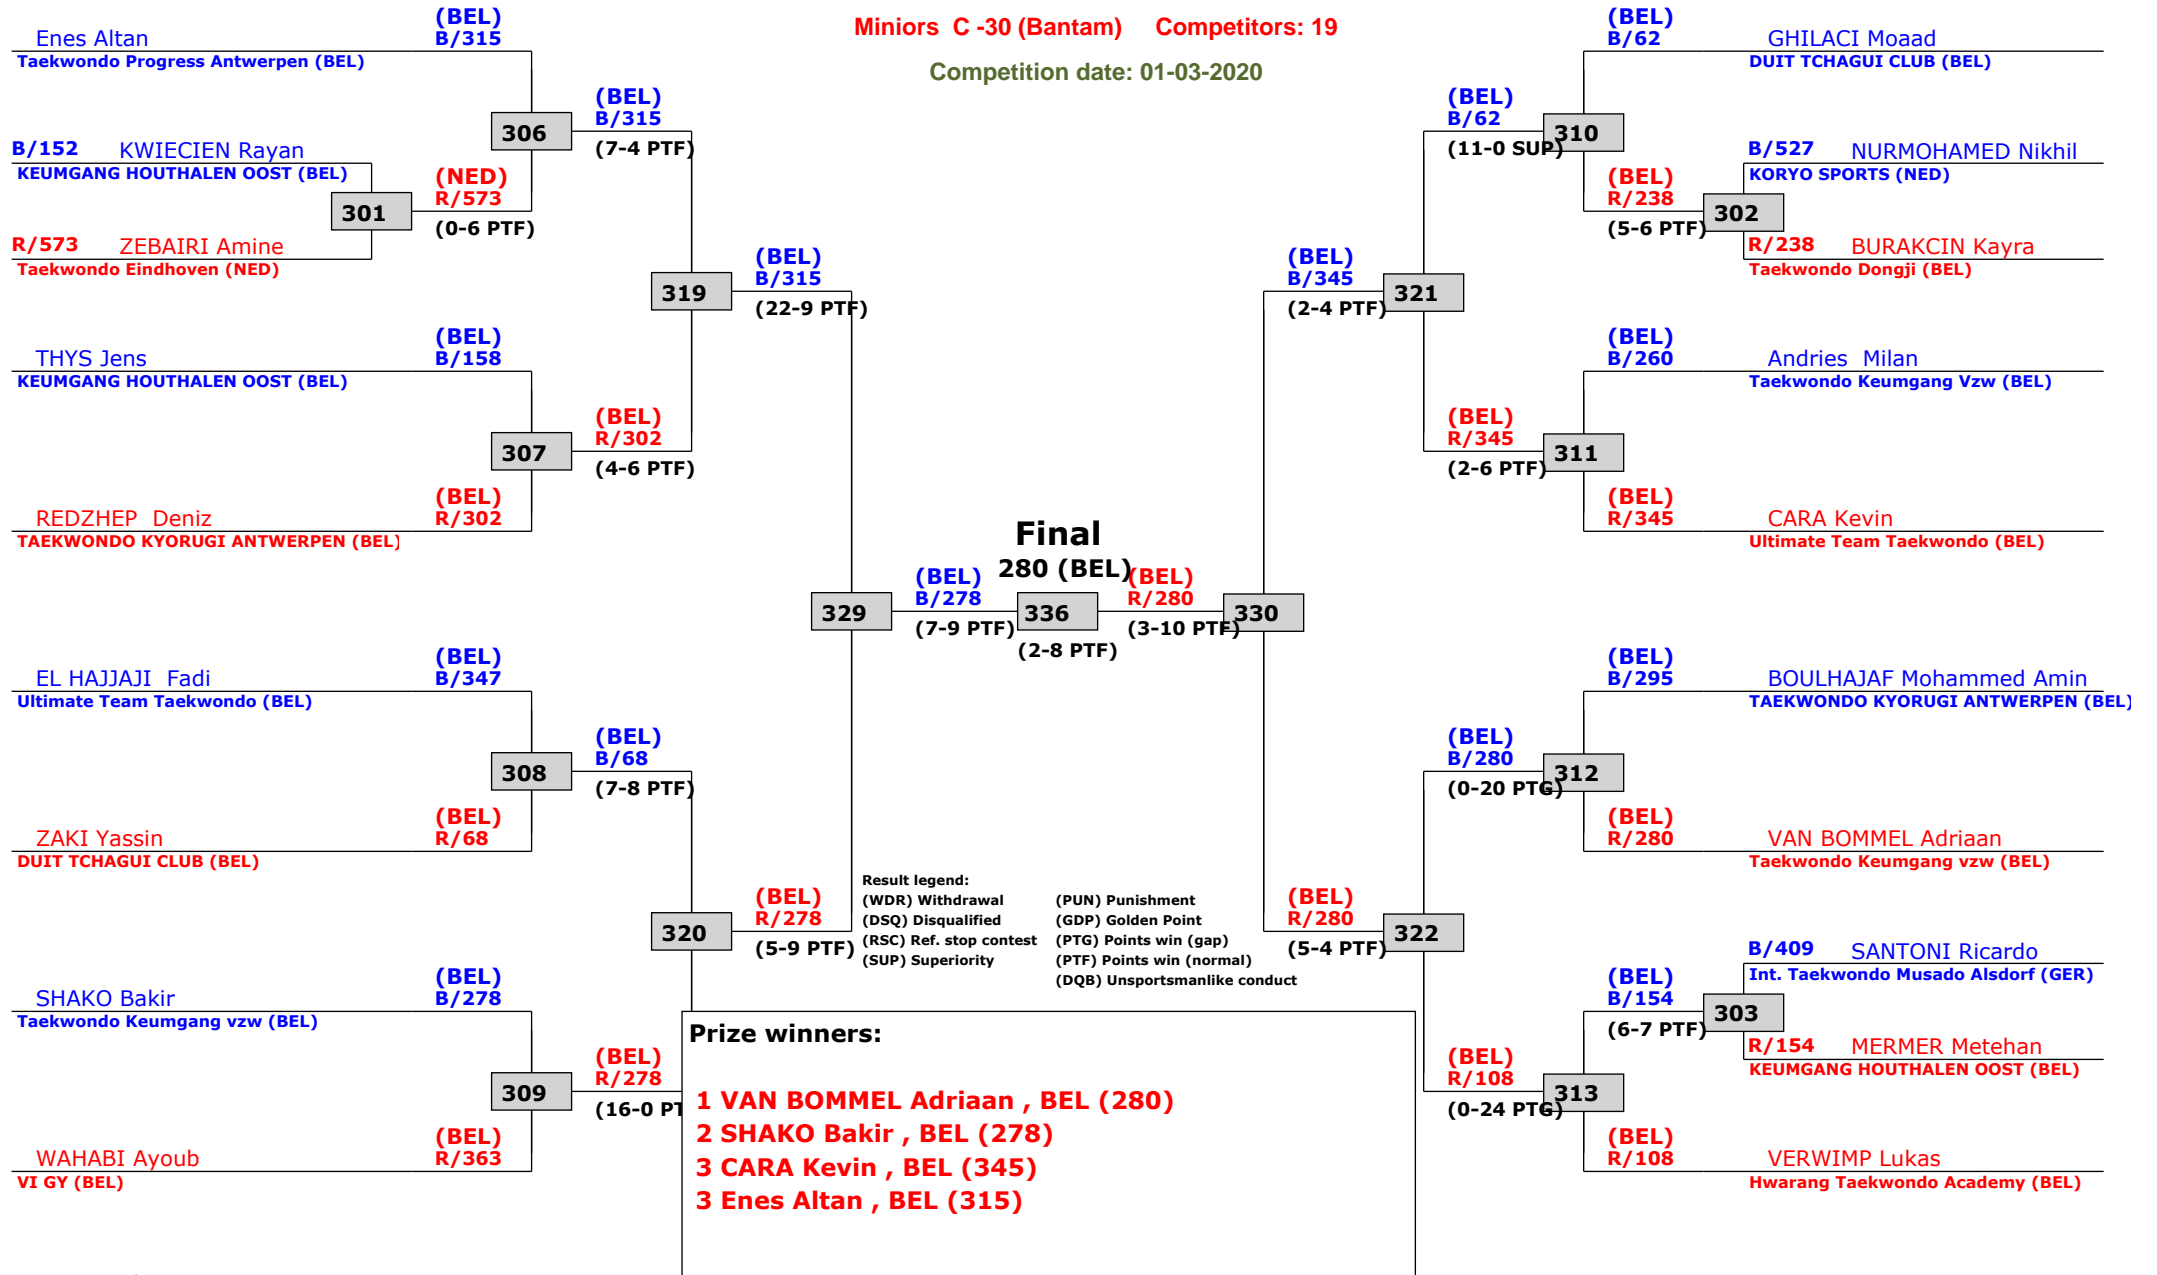 Miniors  C -30 (Bantam)     Competitors: 19
Competition date: 01-03-2020
(BEL)
B/315
Enes Altan
Taekwondo Progress Antwerpen (BEL)
B/152 KWIECIEN Rayan
KEUMGANG HOUTHALEN OOST (BEL)
301
(NED)
R/573
(0-6 PTF)
R/573 ZEBAIRI Amine
Taekwondo Eindhoven (NED)
306
(BEL)
B/315
(7-4 PTF)
319
(BEL)
B/315
(22-9 PTF)
(BEL)
B/158
THYS Jens
KEUMGANG HOUTHALEN OOST (BEL)
307
(BEL)
R/302
(4-6 PTF)
(BEL)
R/302
REDZHEP  Deniz
TAEKWONDO KYORUGI ANTWERPEN (BEL)
(BEL)
B/347
EL HAJJAJI  Fadi
Ultimate Team Taekwondo (BEL)
308
(BEL)
B/68
(7-8 PTF)
(BEL)
R/68
ZAKI Yassin
DUIT TCHAGUI CLUB (BEL)
320
(BEL)
R/278
(5-9 PTF)
(BEL)
B/278
SHAKO Bakir
Taekwondo Keumgang vzw (BEL)
309
(BEL)
R/278
(16-0 PT
(BEL)
R/363
WAHABI Ayoub
VI GY (BEL)
329
(BEL)
B/278
(7-9 PTF)
Final
280 (BEL)
336
(2-8 PTF)
(BEL)
R/280
(3-10 PTF)
330
(BEL)
B/62
GHILACI Moaad
DUIT TCHAGUI CLUB (BEL)
(BEL)
B/62
(11-0 SUP)
310
B/527 NURMOHAMED Nikhil
KORYO SPORTS (NED)
(BEL)
R/238
(5-6 PTF)
302
R/238 BURAKCIN Kayra
Taekwondo Dongji (BEL)
(BEL)
B/345
(2-4 PTF)
321
(BEL)
B/260
Andries  Milan
Taekwondo Keumgang Vzw (BEL)
(BEL)
R/345
(2-6 PTF)
311
(BEL)
R/345
CARA Kevin
Ultimate Team Taekwondo (BEL)
(BEL)
B/295
BOULHAJAF Mohammed Amin
TAEKWONDO KYORUGI ANTWERPEN (BEL)
(BEL)
B/280
(0-20 PTG)
312
(BEL)
R/280
VAN BOMMEL Adriaan
Taekwondo Keumgang vzw (BEL)
(BEL)
R/280
(5-4 PTF)
322
B/409 SANTONI Ricardo
Int. Taekwondo Musado Alsdorf (GER)
(BEL)
B/154
(6-7 PTF)
303
R/154 MERMER Metehan
KEUMGANG HOUTHALEN OOST (BEL)
(BEL)
R/108
(0-24 PTG)
313
(BEL)
R/108
VERWIMP Lukas
Hwarang Taekwondo Academy (BEL)
Result legend:
(WDR) Withdrawal (PUN) Punishment
(DSQ) Disqualified (GDP) Golden Point
(RSC) Ref. stop contest (PTG) Points win (gap)
(SUP) Superiority (PTF) Points win (normal)
(DQB) Unsportsmanlike conduct
Prize winners:
1 VAN BOMMEL Adriaan , BEL (280)
2 SHAKO Bakir , BEL (278)
3 CARA Kevin , BEL (345)
3 Enes Altan , BEL (315)